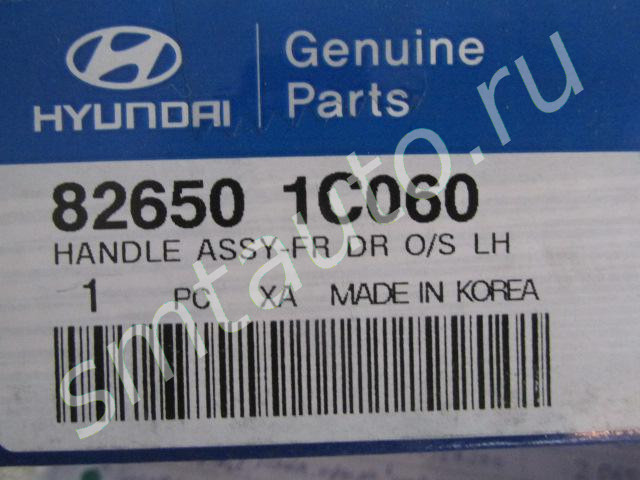 HYUNDAI
Genuine
Parts
82650 1C060
HANDLE ASSY-FR DR O/S LH
1 PC XA MADE IN KOREA
smtauto.ru